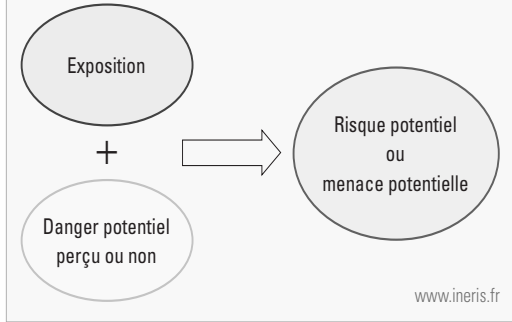 Exposition
+
Danger potentiel
perçu ou non
Risque potentiel
ou
menace potentielle
www.ineris.fr